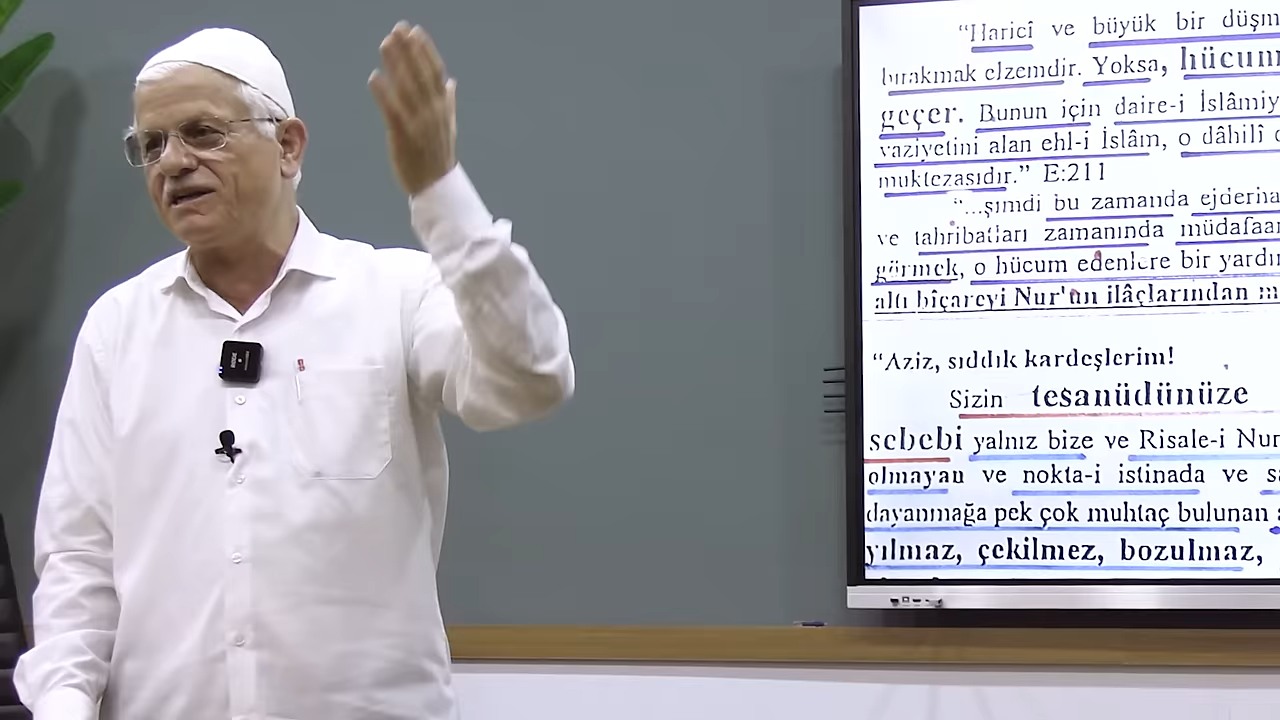 “Haricî ve büyük bir düşm
bırakmak elzemdir. Yoksa, hücum
geçer. Bunun için daire-i İslâmiy
vaziyetini alan ehl-i İslâm, o dâhilî
muktezasıdır.” E:211
“...şimdi bu zamanda ejderha
ve tahribatları zamanında müdafaa
görmek, o hücum edenlere bir yardı
altı bîçareyi Nur'un ilâçlarından m
“Aziz, sıddık kardeşlerim!
Sizin tesanüdünüze
sebebi yalnız bize ve Risale-i Nur
olmayan ve nokta-i istinada ve s
dayanmağa pek çok muhtaç bulunan
yılmaz, çekilmez, bozulmaz,